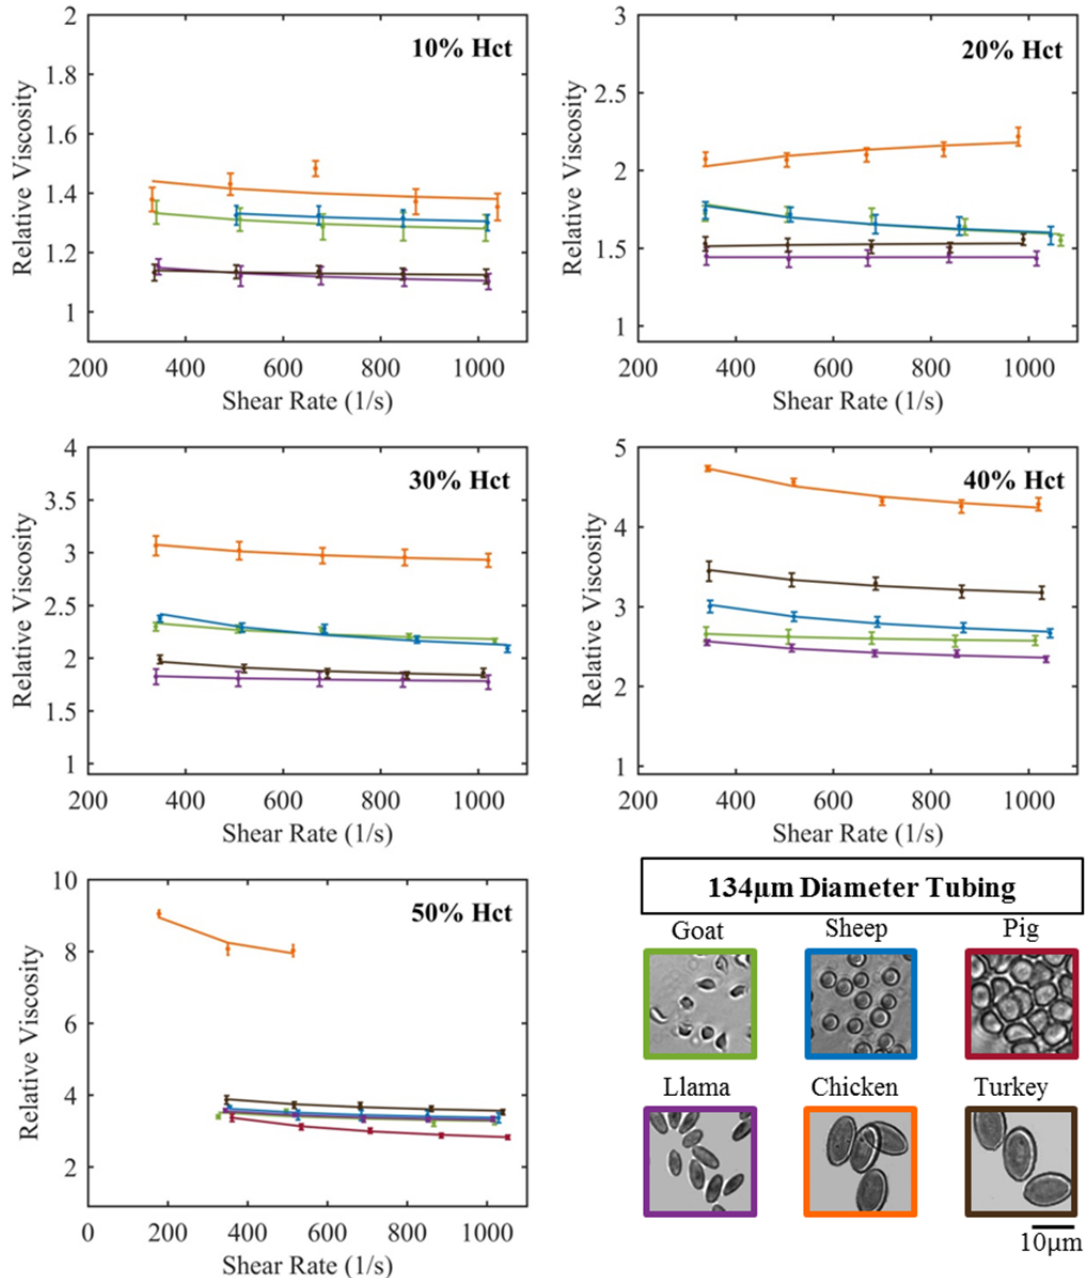 10% Hct
Relative Viscosity
2
1.8
1.6
1.4
1.2
1
200 400 600 800 1000
Shear Rate (1/s)
20% Hct
Relative Viscosity
3
2.5
2
1.5
1
200 400 600 800 1000
Shear Rate (1/s)
30% Hct
Relative Viscosity
4
3.5
3
2.5
2
1.5
1
200 400 600 800 1000
Shear Rate (1/s)
40% Hct
Relative Viscosity
5
4
3
2
1
200 400 600 800 1000
Shear Rate (1/s)
50% Hct
Relative Viscosity
10
8
6
4
2
0 200 400 600 800 1000
Shear Rate (1/s)
134μm Diameter Tubing
Goat Sheep Pig
Llama Chicken Turkey
10μm